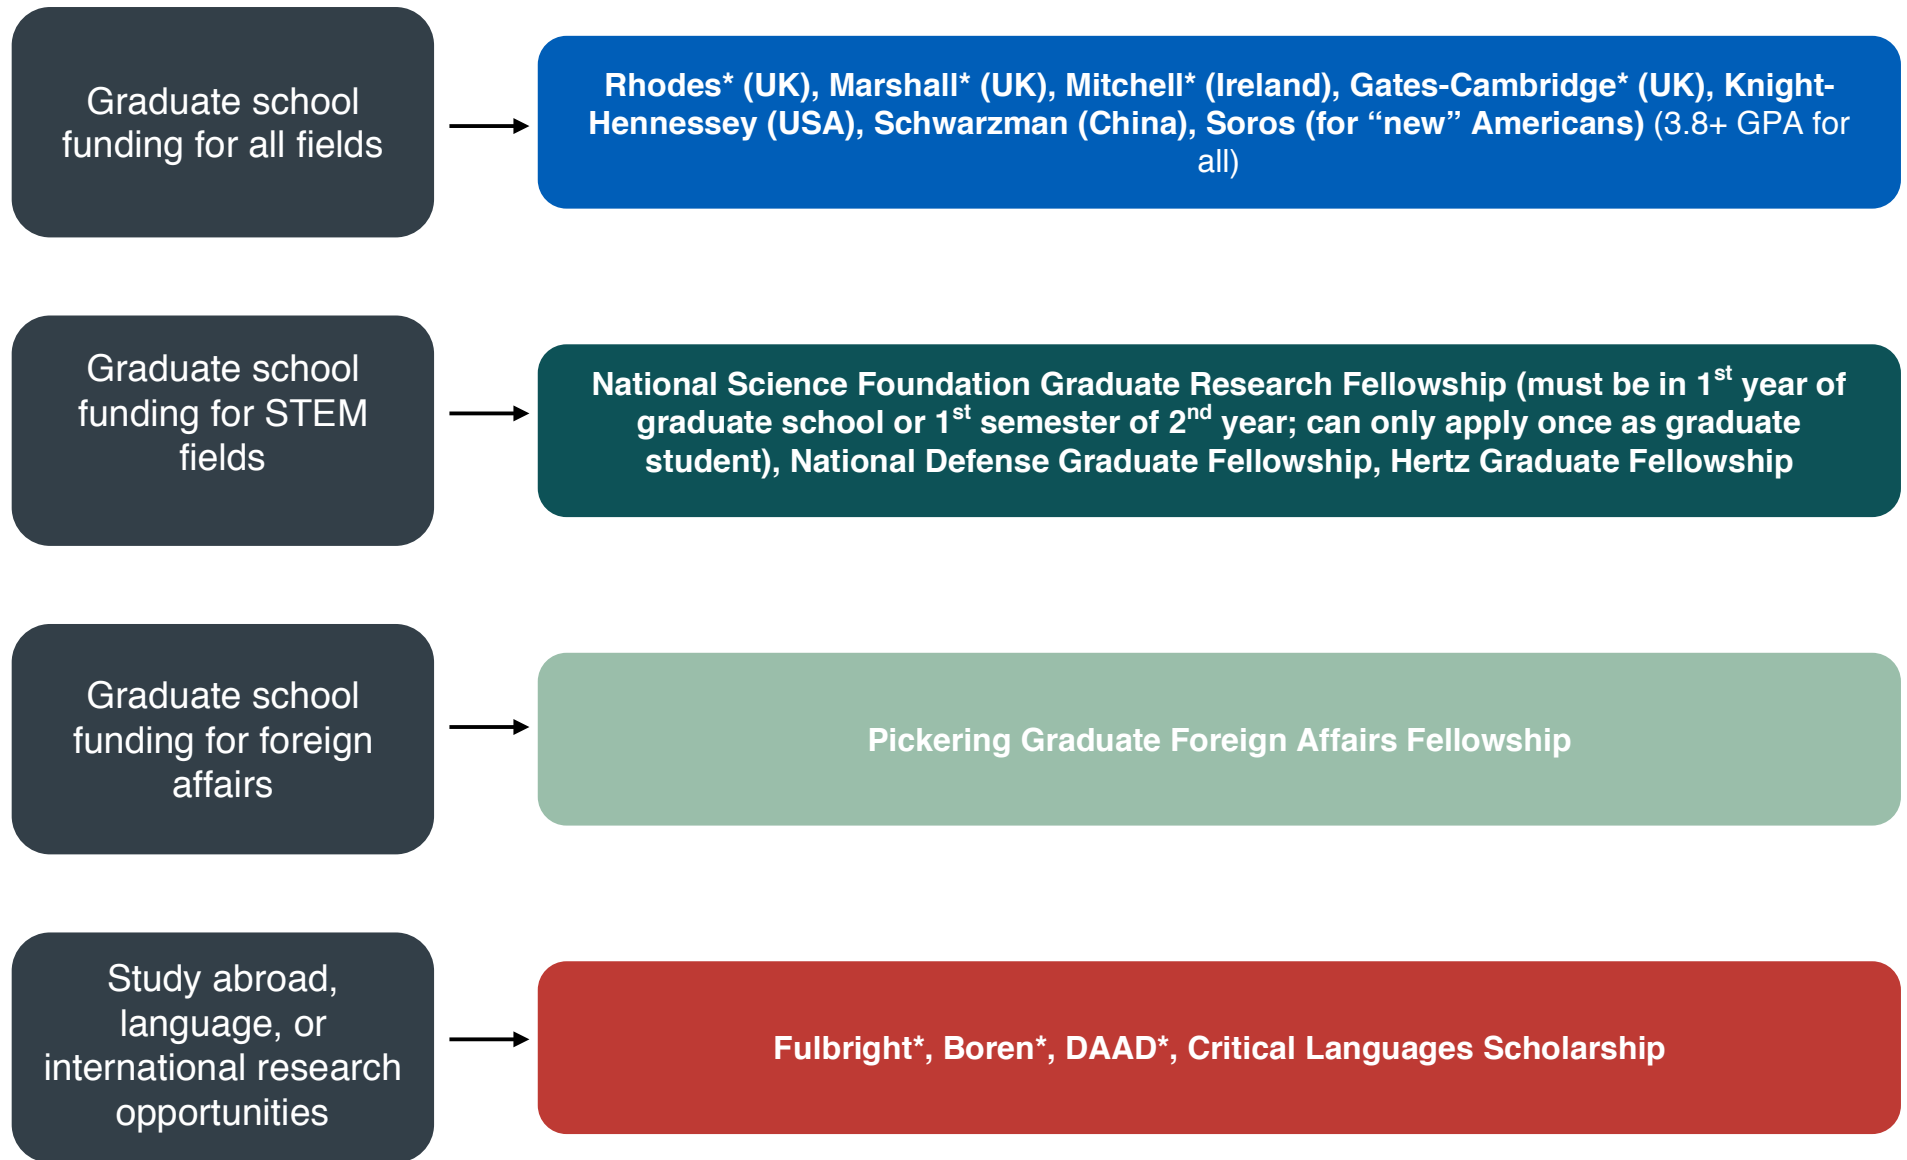 Graduate school
funding for all fields
Rhodes* (UK), Marshall* (UK), Mitchell* (Ireland), Gates-Cambridge* (UK), Knight-
Hennessey (USA), Schwarzman (China), Soros (for “new” Americans) (3.8+ GPA for
all)
Graduate school
funding for STEM
fields
National Science Foundation Graduate Research Fellowship (must be in 1st year of
graduate school or 1st semester of 2nd year; can only apply once as graduate
student), National Defense Graduate Fellowship, Hertz Graduate Fellowship
Graduate school
funding for foreign
affairs
Pickering Graduate Foreign Affairs Fellowship
Study abroad,
language, or
international research
opportunities
Fulbright*, Boren*, DAAD*, Critical Languages Scholarship